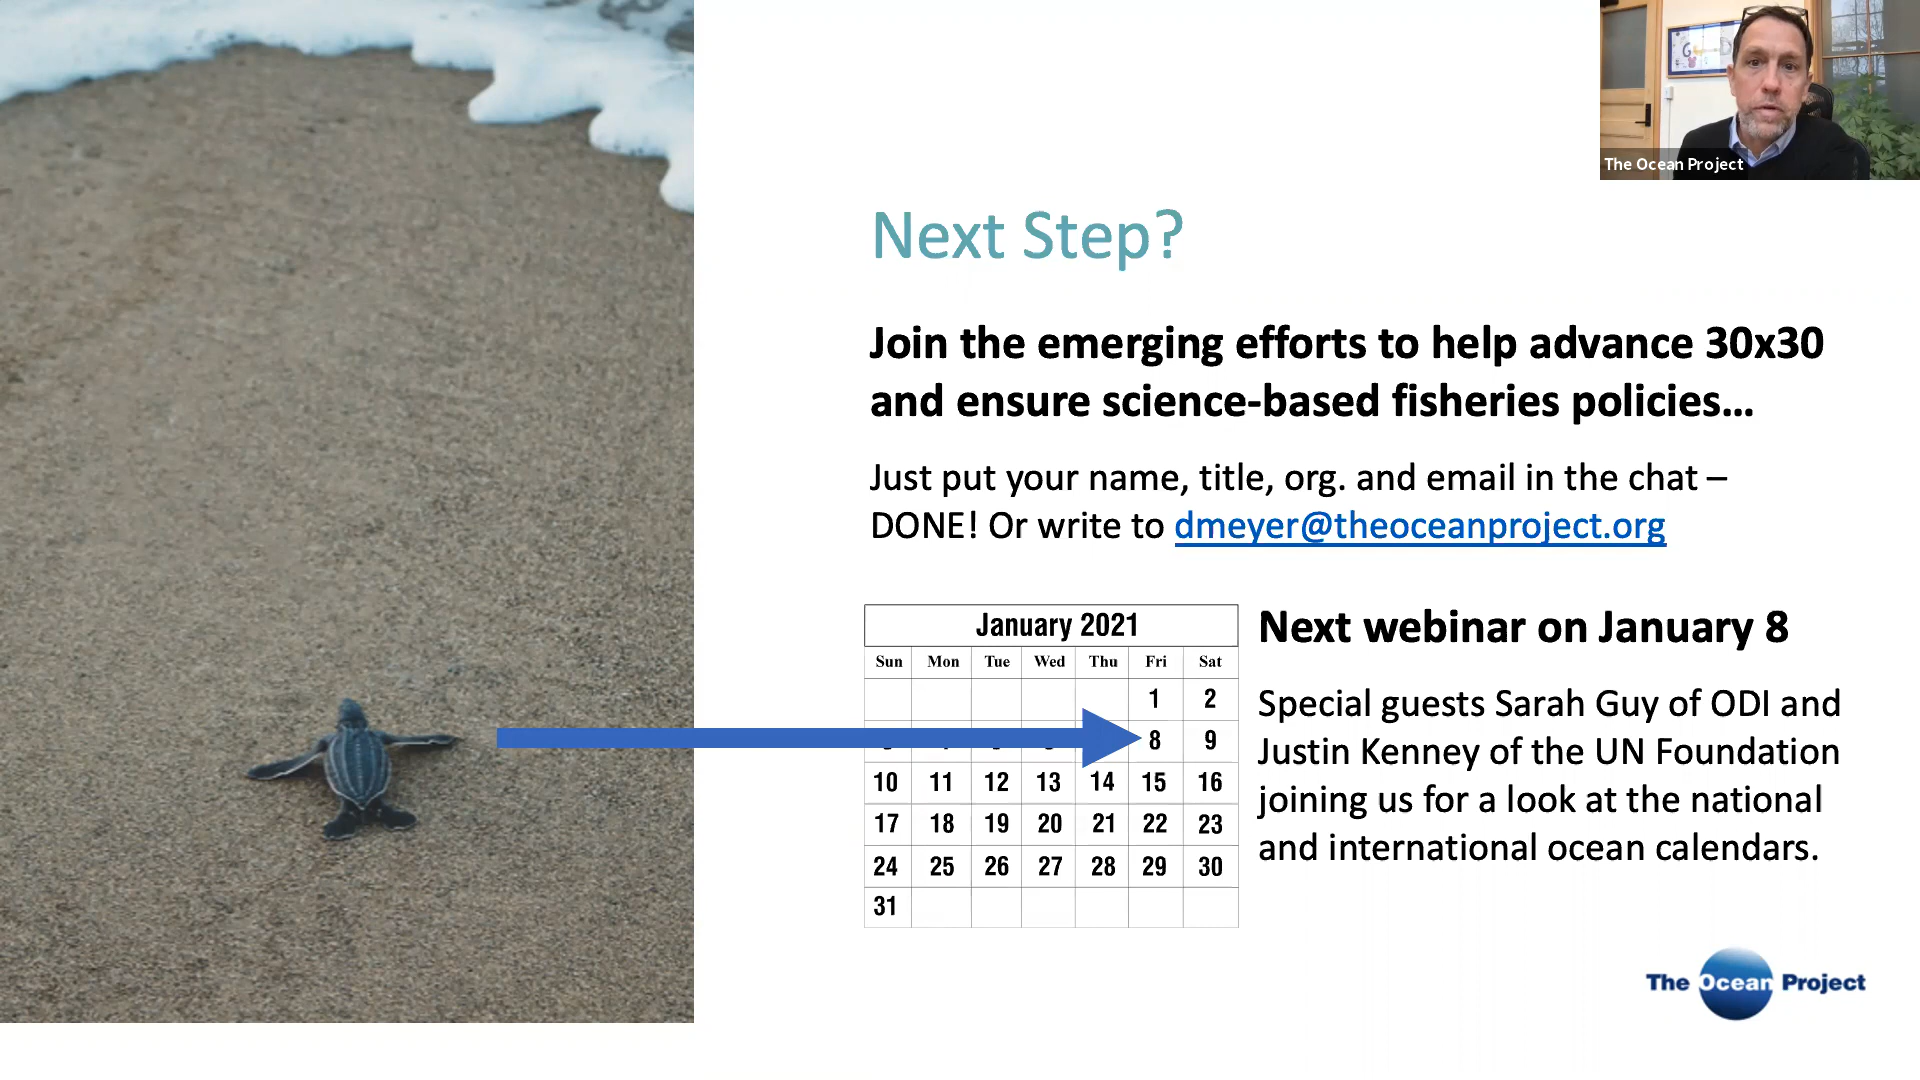 The Ocean Project
Next Step?
Join the emerging efforts to help advance 30x30
and ensure science-based fisheries policies...
Just put your name, title, org. and email in the chat –
DONE! Or write to dmeyer@theoceanproject.org
January 2021
Sun Mon Tue Wed Thu Fri Sat
1 2
8 9
10 11 12 13 14 15 16
17 18 19 20 21 22 23
24 25 26 27 28 29 30
31
Next webinar on January 8
Special guests Sarah Guy of ODI and
Justin Kenney of the UN Foundation
joining us for a look at the national
and international ocean calendars.
The Ocean Project